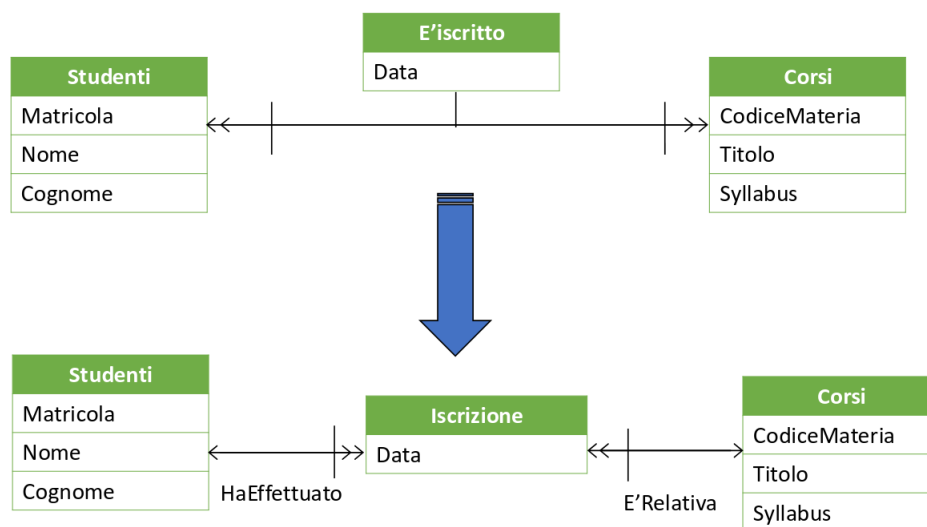 E'iscritto
Data
Studenti
Matricola
Nome
Cognome
Corsi
CodiceMateria
Titolo
Syllabus
Studenti
Matricola
Nome
Cognome
HaEffettuato
Iscrizione
Data
E'Relativa
Corsi
CodiceMateria
Titolo
Syllabus